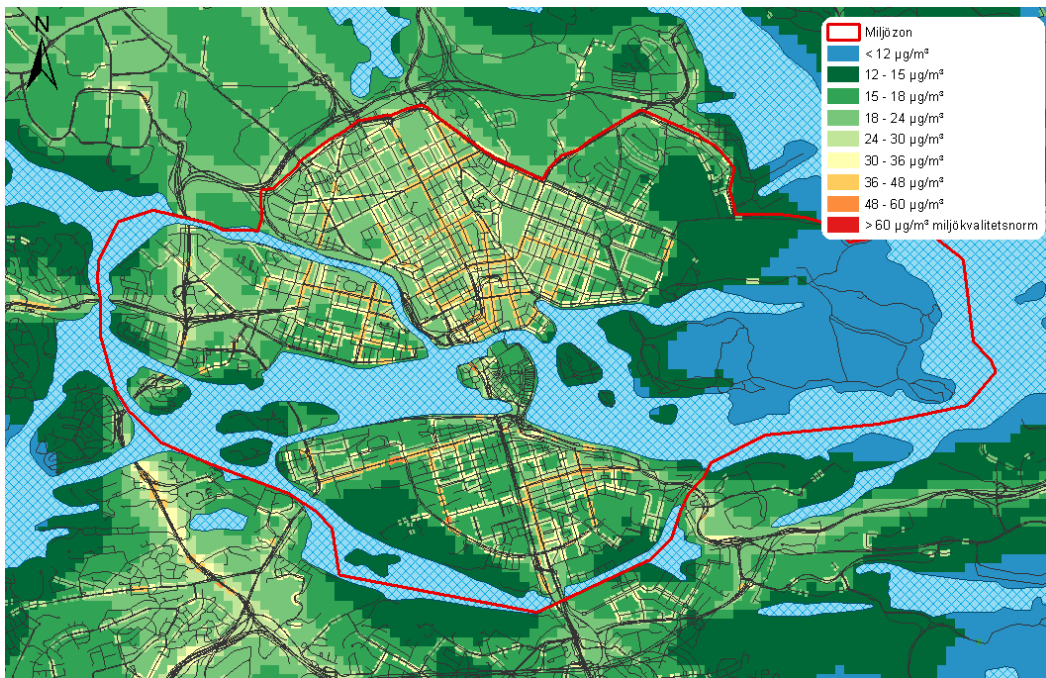 N
Miljözon
< 12 µg/m³
12 - 15 µg/m³
15 - 18 µg/m³
18 - 24 µg/m³
24 - 30 µg/m³
30 - 36 µg/m³
36 - 48 µg/m³
48 - 60 µg/m³
> 60 µg/m³ miljökvalitetsnorm